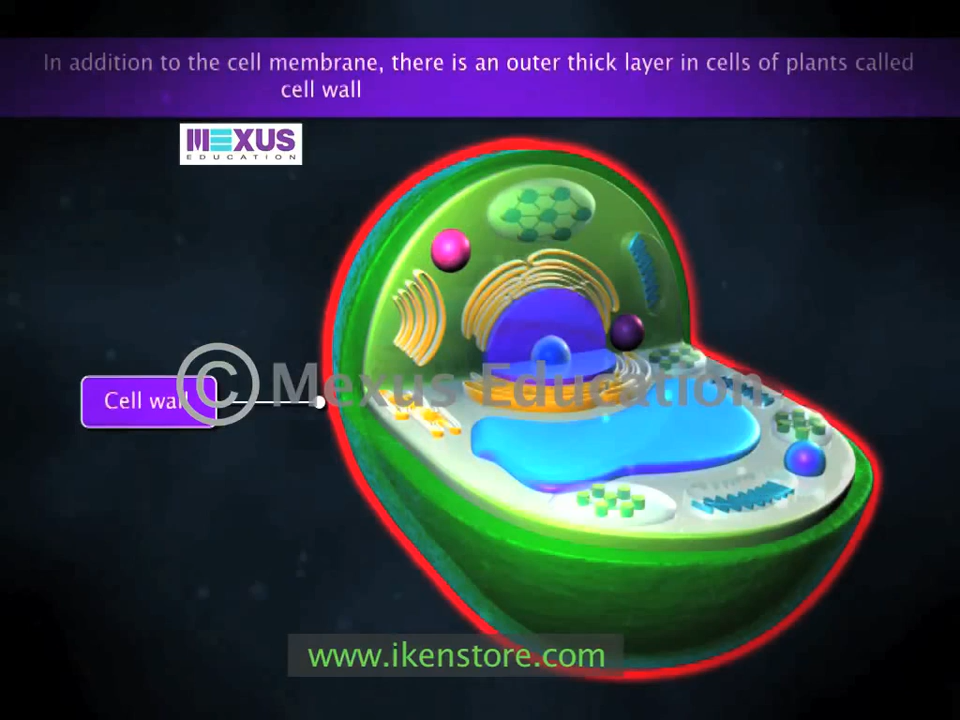 In addition to the cell membrane, there is an outer thick layer in cells of plants called
cell wall
MEXUS
EDUCATION
Cell wall
© Mexus Education
www.ikenstore.com